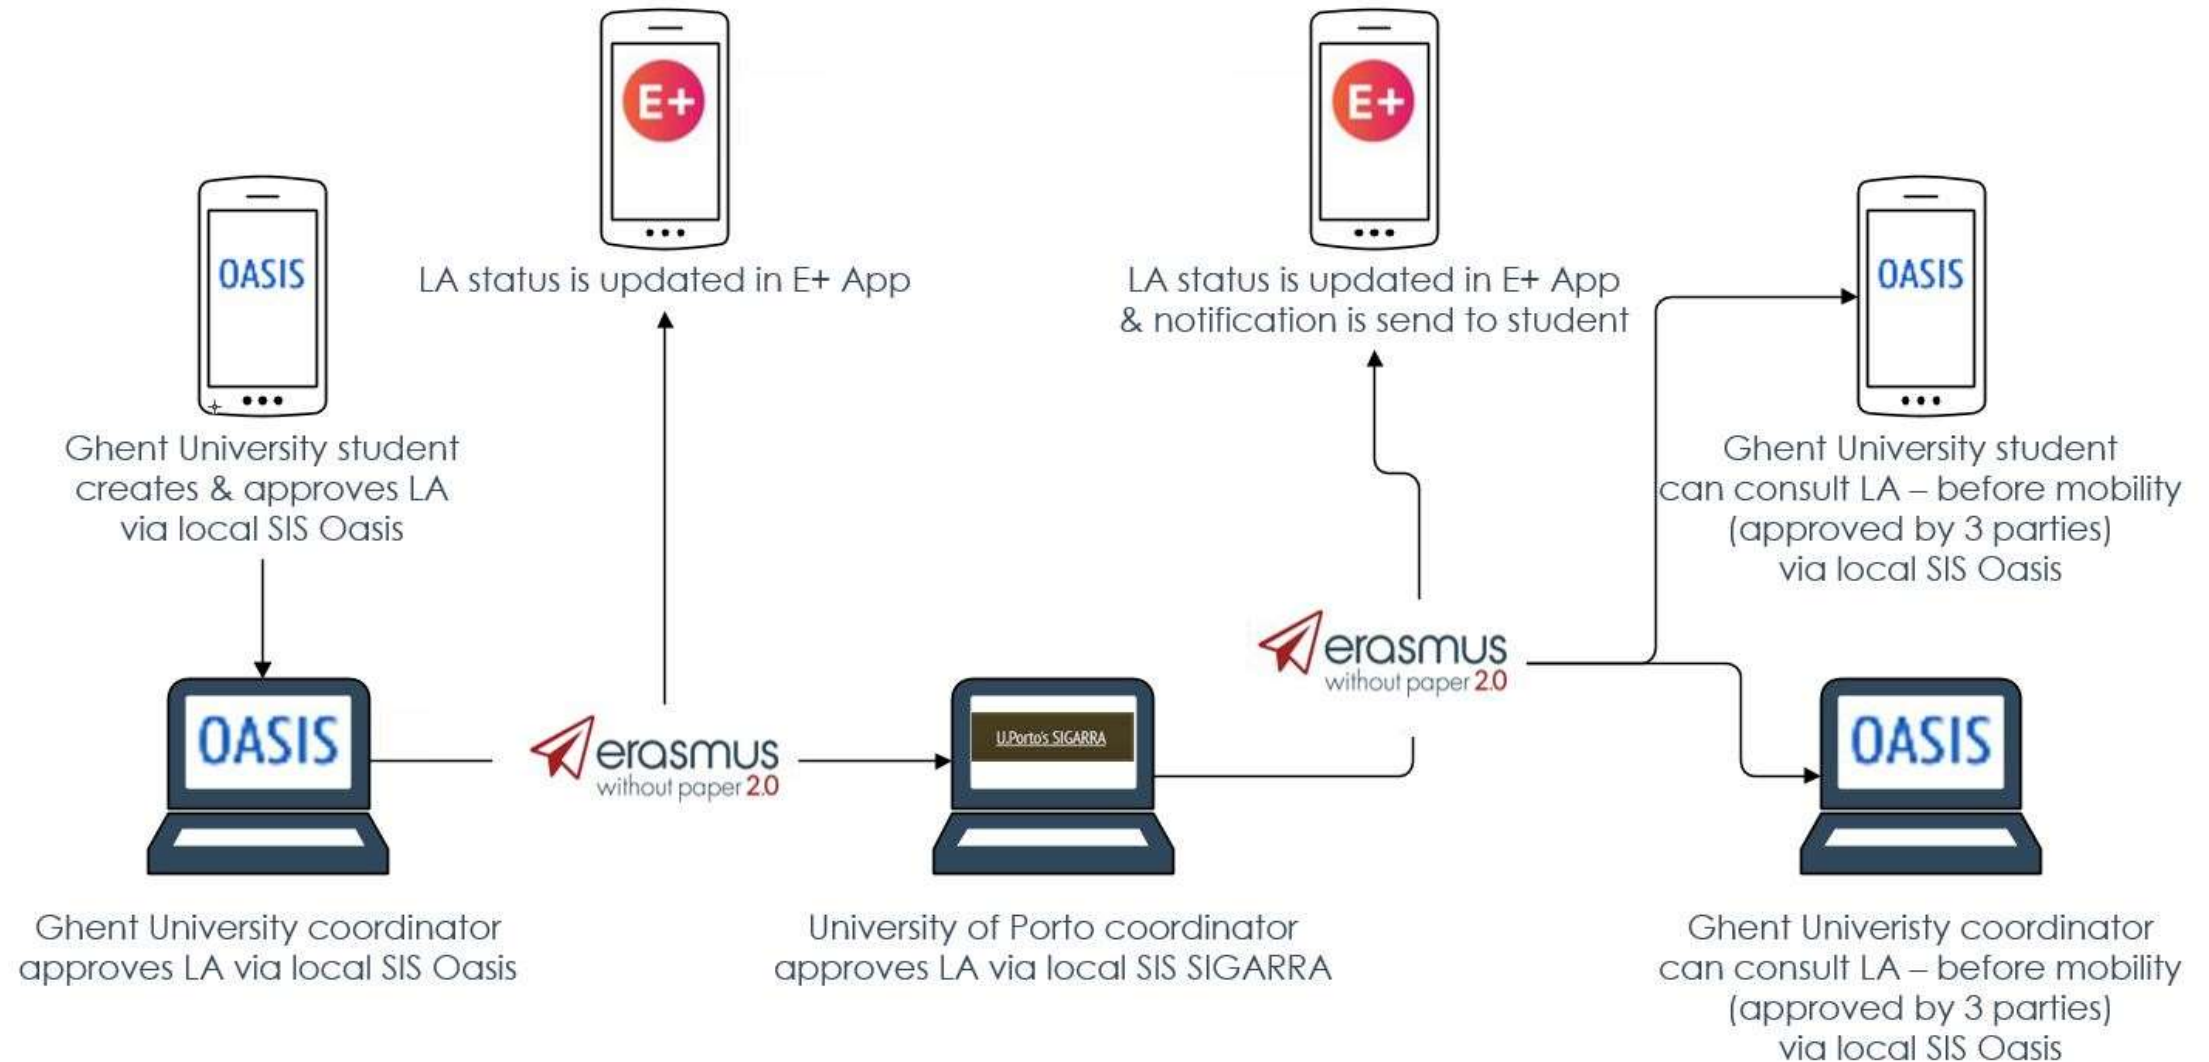 E+
LA status is updated in E+ App
E+
LA status is updated in E+ App
& notification is send to student
OASIS
Ghent University student
creates & approves LA
via local SIS Oasis
OASIS
Ghent University student
can consult LA – before mobility
(approved by 3 parties)
via local SIS Oasis
OASIS
Ghent University coordinator
approves LA via local SIS Oasis
erasmus
without paper 2.0
U.Porto's SIGARRA
University of Porto coordinator
approves LA via local SIS SIGARRA
erasmus
without paper 2.0
OASIS
Ghent Univeristy coordinator
can consult LA – before mobility
(approved by 3 parties)
via local SIS Oasis